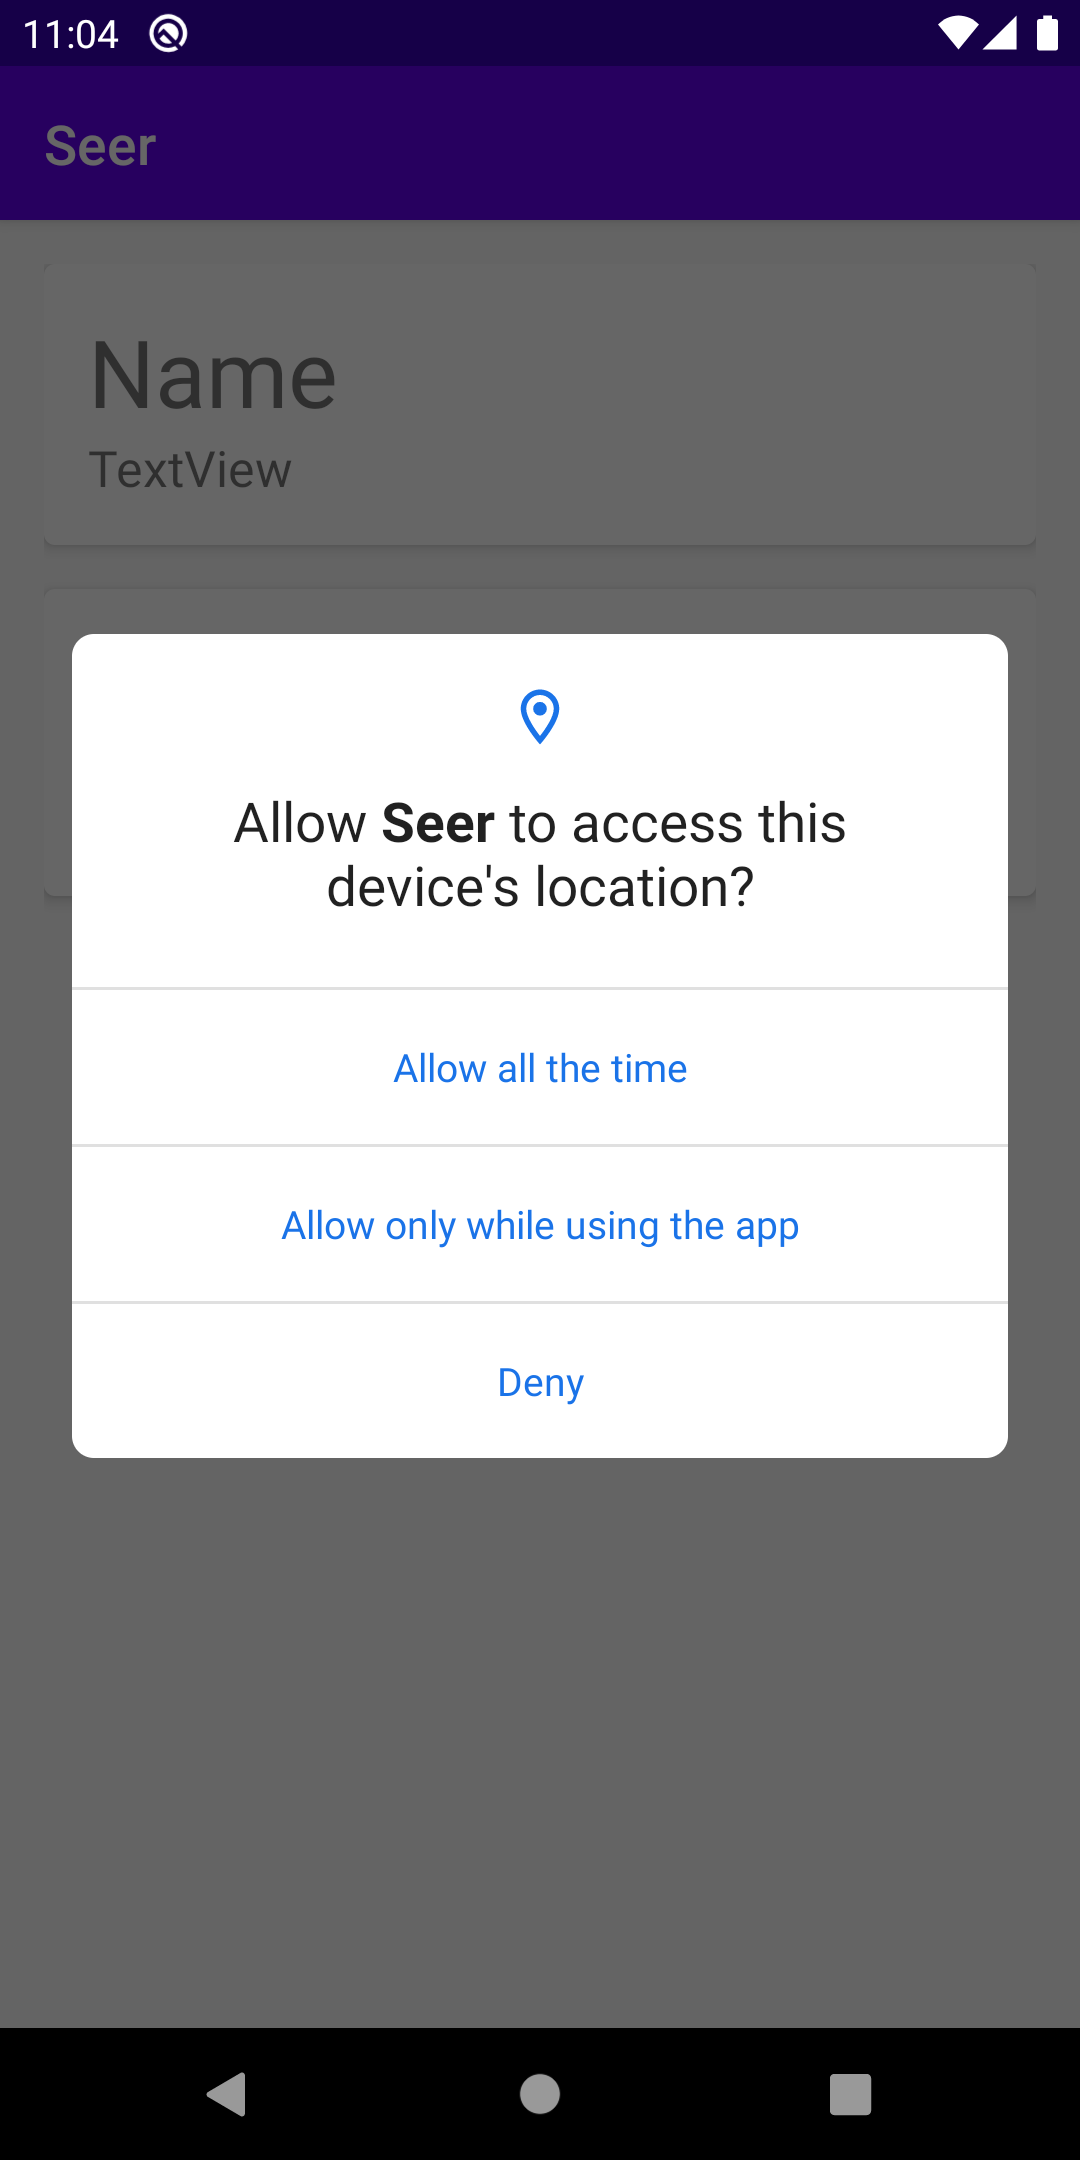 11:04
Seer
Name
TextView
Allow Seer to access this
device's location?
Allow all the time
Allow only while using the app
Deny